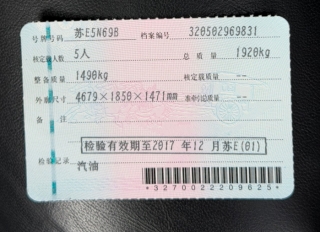 号牌号码 苏E5N69B 档案编号 320502969831
核定载人数 5人 总质量 1920kg
整备质量 1490kg 核定载质量 --
外廓尺寸 4679×1850×1471mm 准牵引总质量 --
备注
检验有效期至2017年12月苏E(01)
检验记录
汽油
*3270022209625*